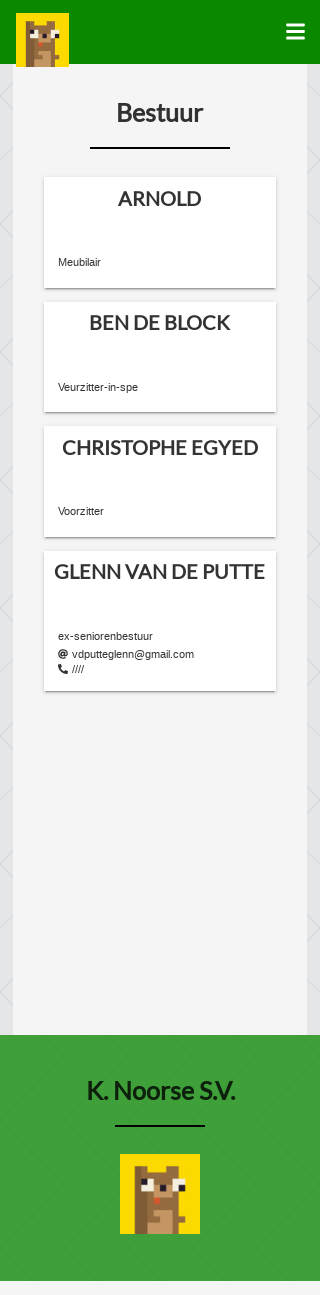 Bestuur
ARNOLD
Meubilair
BEN DE BLOCK
Veurzitter-in-spe
CHRISTOPHE EGYED
Voorzitter
GLENN VAN DE PUTTE
ex-seniorenbestuur
vdputteglenn@gmail.com
////
K. Noorse S.V.